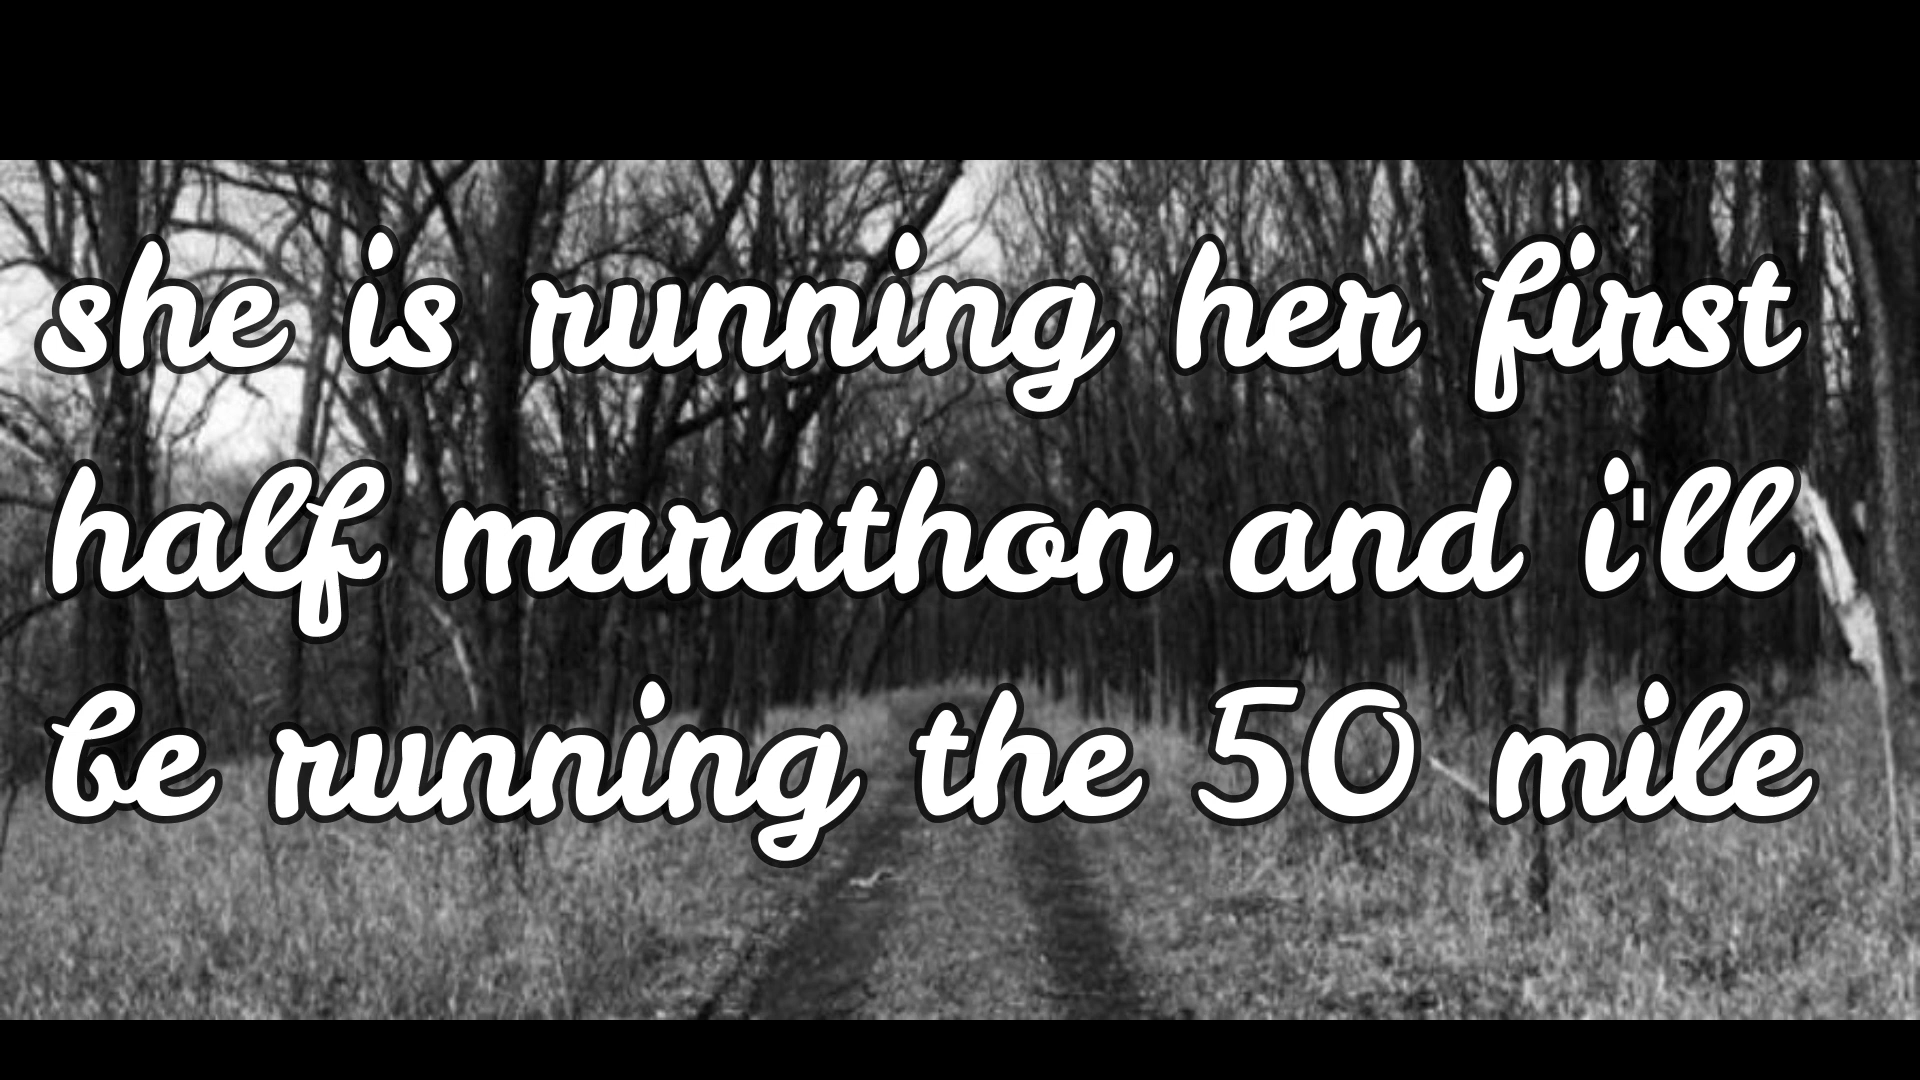 she is running her first
half marathon and i'll
be running the 50 mile